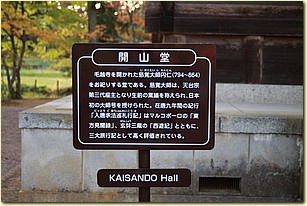 開山堂
毛越寺を開かれた慈覚大師円仁（794〜864）
をお祀りする堂である。慈覚大師は、天台宗
第三代座主となり生前の業績を称えられ、日本
初の大師号を授けられた。在唐九年間の紀行
「入唐求法巡礼行記」はマルコポーロの「東
方見聞録」、玄奘三蔵の「西遊記」とともに、
三大旅行記として高く評価されている。
KAISANDO Hall